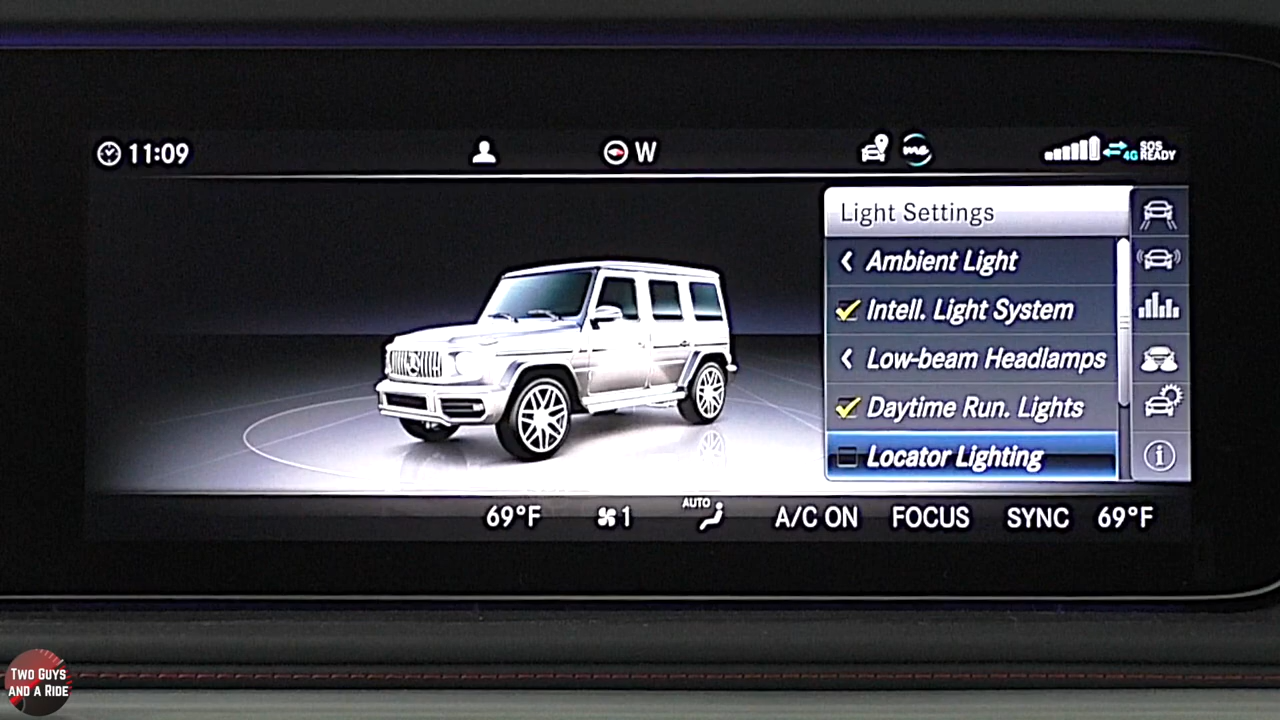 11:09
W
me
4G
SOS
READY
Light Settings
Ambient Light
Intell. Light System
Low-beam Headlamps
Daytime Run. Lights
Locator Lighting
69°F
1
AUTO
A/C ON
FOCUS
SYNC
69°F
TWO GUYS
AND A RIDE